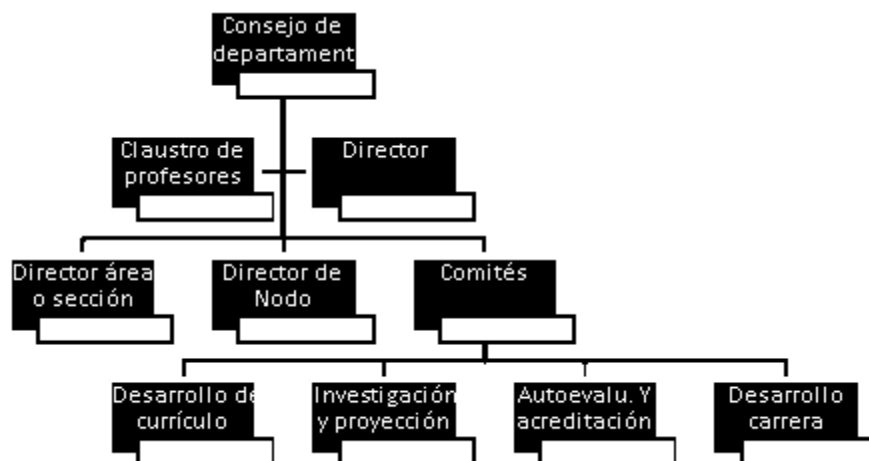 Consejo de
departament
Claustro de
profesores
Director
Director área
o sección
Director de
Nodo
Comités
Desarrollo de
currículo
Investigación
y proyección
Autoevalu. Y
acreditación
Desarrollo
carrera